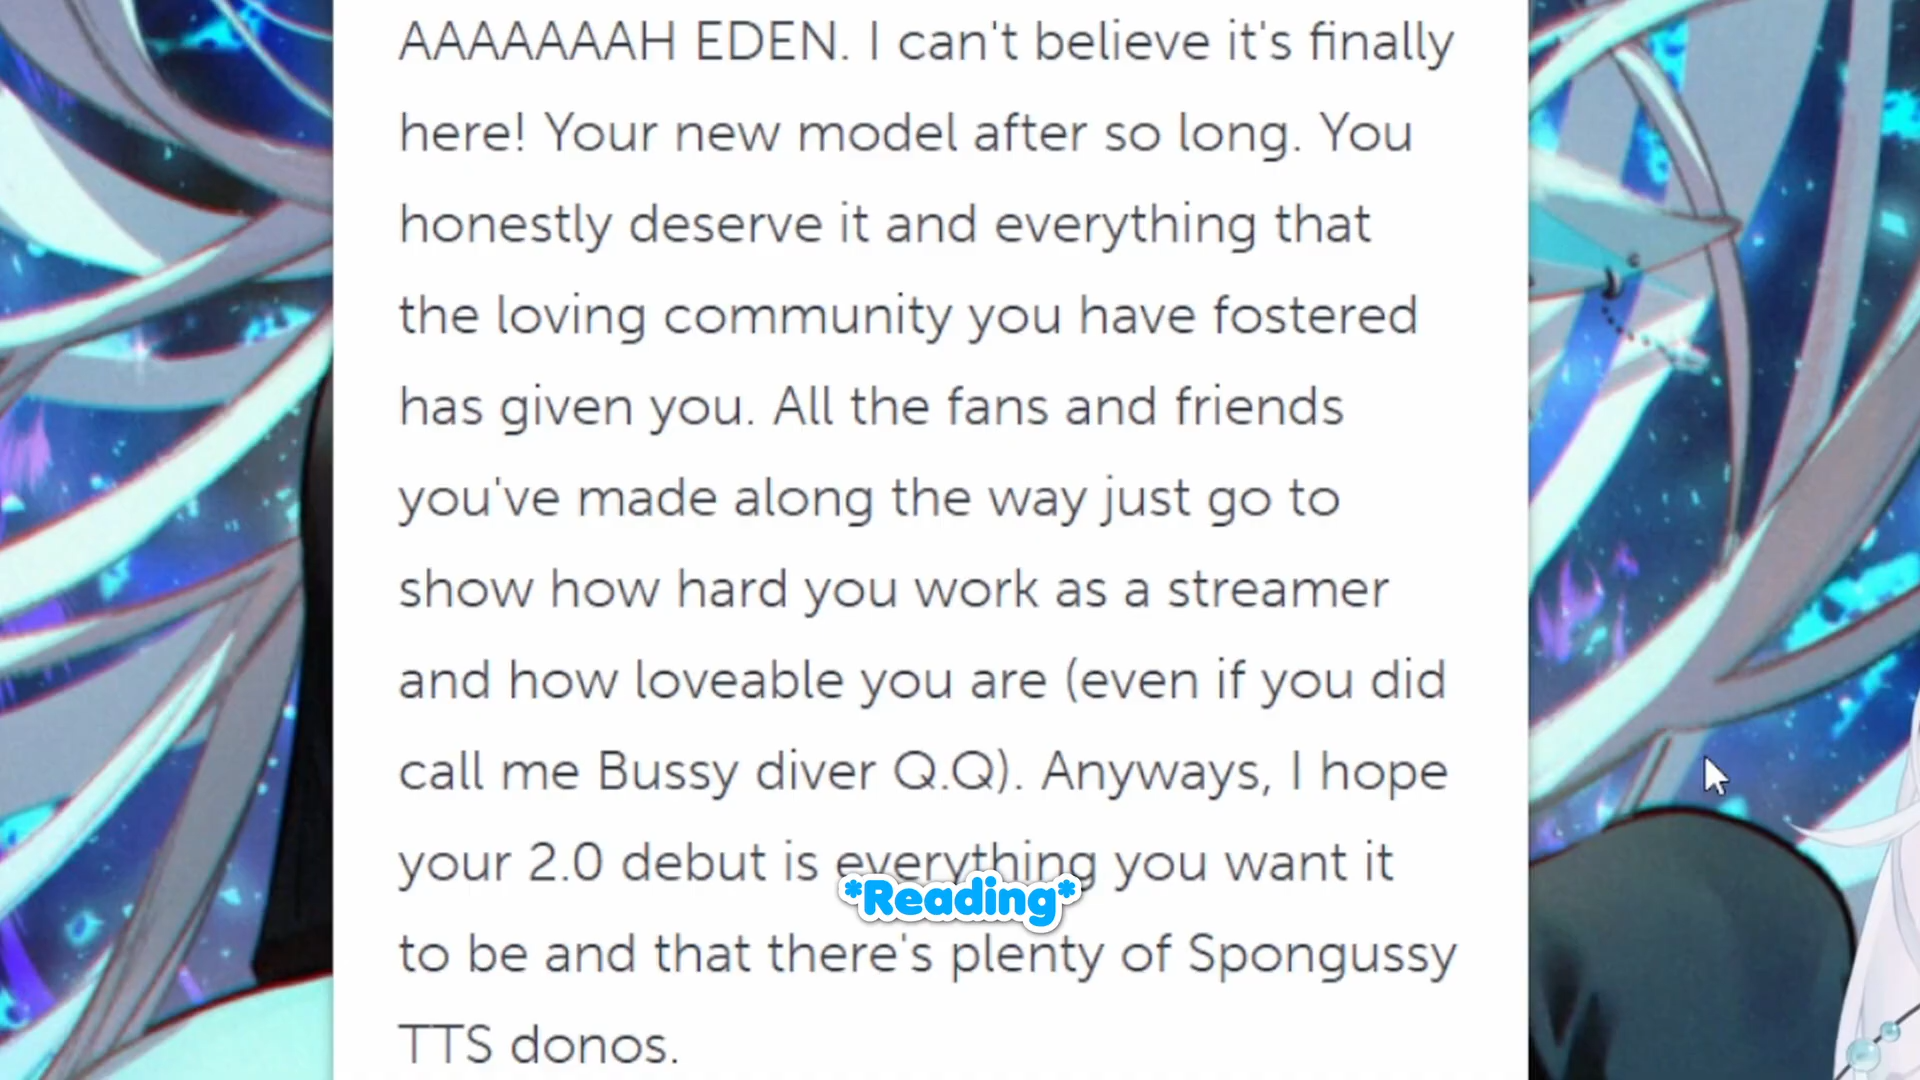 AAAAAAAH EDEN. I can't believe it's finally
here! Your new model after so long. You
honestly deserve it and everything that
the loving community you have fostered
has given you. All the fans and friends
you've made along the way just go to
show how hard you work as a streamer
and how loveable you are (even if you did
call me Bussy diver Q.Q). Anyways, I hope
your 2.0 debut is everything you want it
*Reading*
to be and that there's plenty of Spongussy
TTS donos.